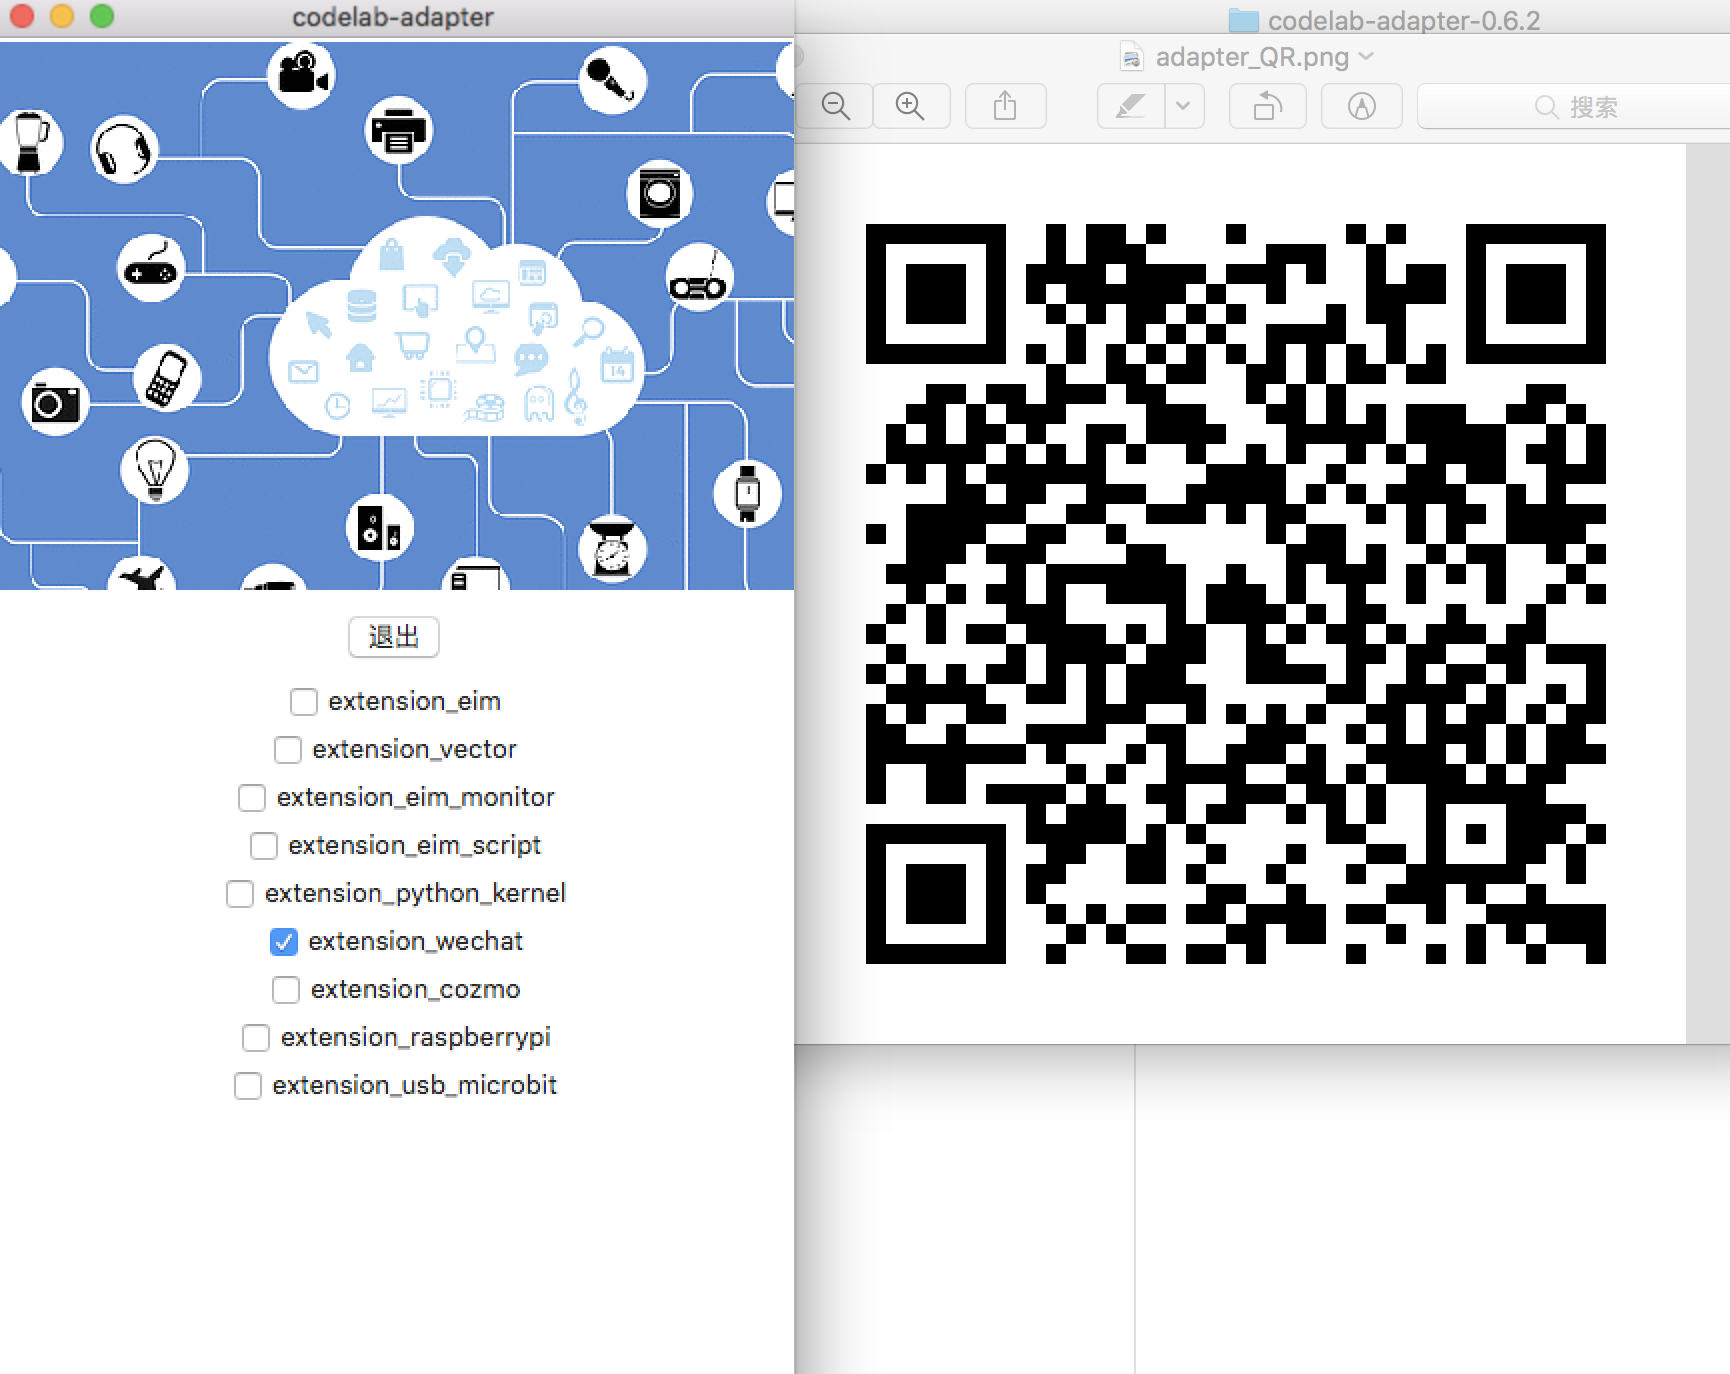 codelab-adapter
codelab-adapter-0.6.2
adapter_QR.png
搜索
14
退出
extension_eim
extension_vector
extension_eim_monitor
extension_eim_script
extension_python_kernel
extension_wechat
extension_cozmo
extension_raspberrypi
extension_usb_microbit